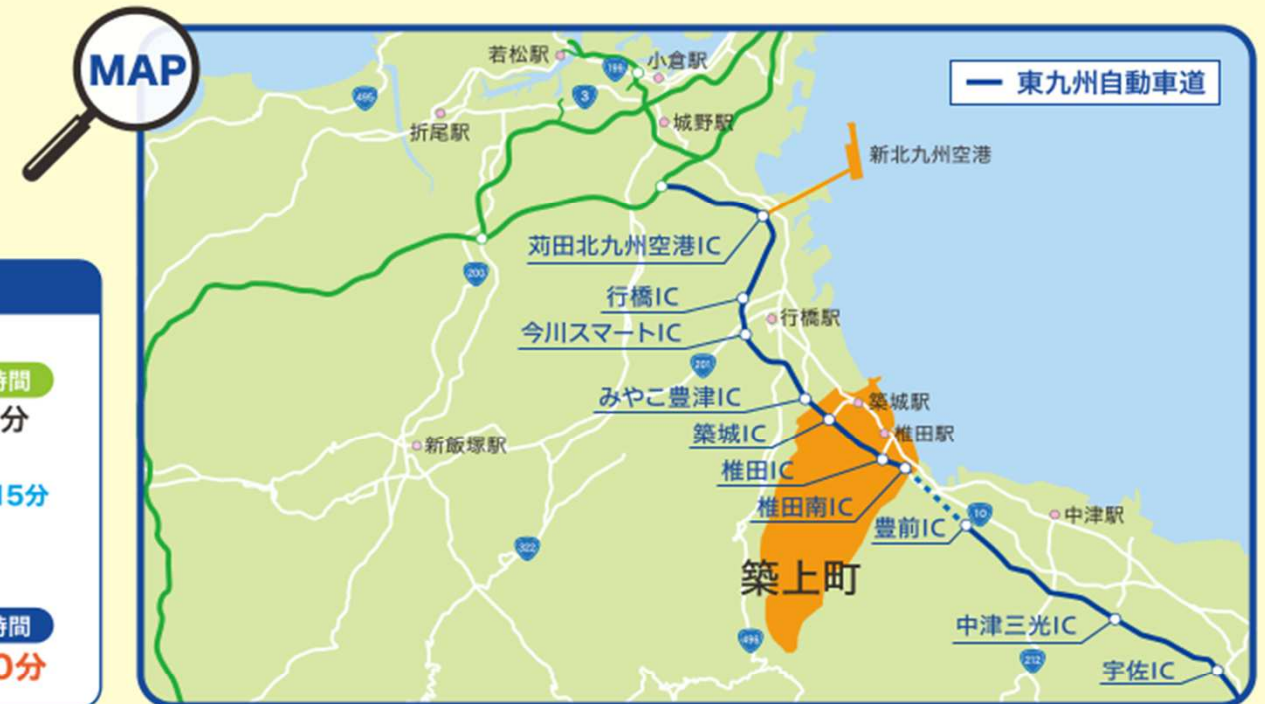 MAP
東九州自動車道
若松駅
小倉駅
199
495
3
折尾駅
城野駅
新北九州空港
苅田北九州空港IC
200
行橋IC
行橋駅
今川スマートIC
201
時間
みやこ豊津IC
築城駅
分
築城IC
椎田駅
新飯塚駅
椎田IC
15分
椎田南IC
10
中津駅
豊前IC
322
築上町
時間
中津三光IC
496
0分
212
宇佐IC